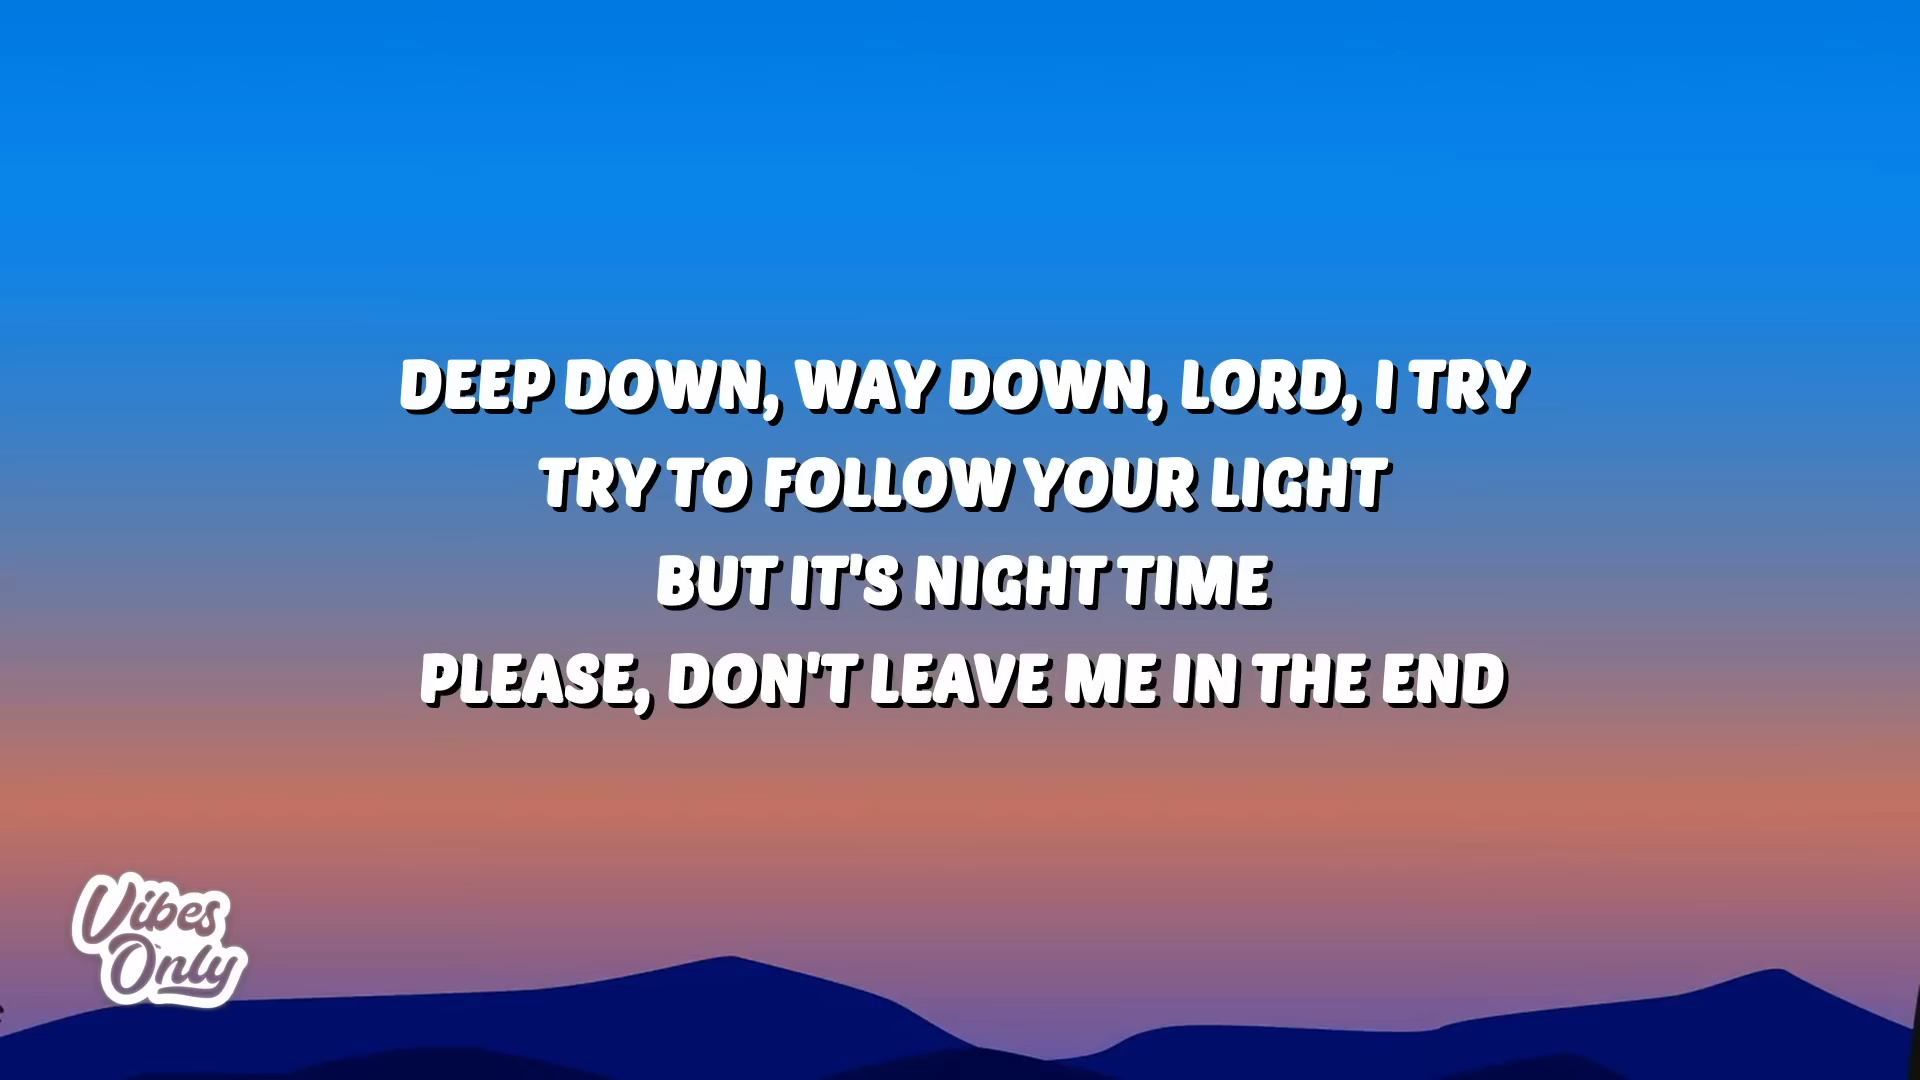 DEEP DOWN, WAY DOWN, LORD, I TRY
TRY TO FOLLOW YOUR LIGHT
BUT IT'S NIGHT TIME
PLEASE, DON'T LEAVE ME IN THE END
Vibes
Only